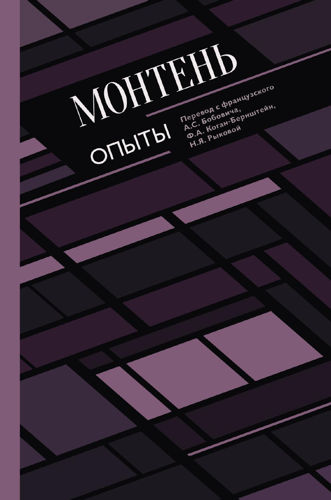 МОНТЕНЬ
ОПЫТЫ
Перевод с французского
А.С. Бобовича,
Ф.А. Коган-Бернштейн,
Н.Я. Рыковой